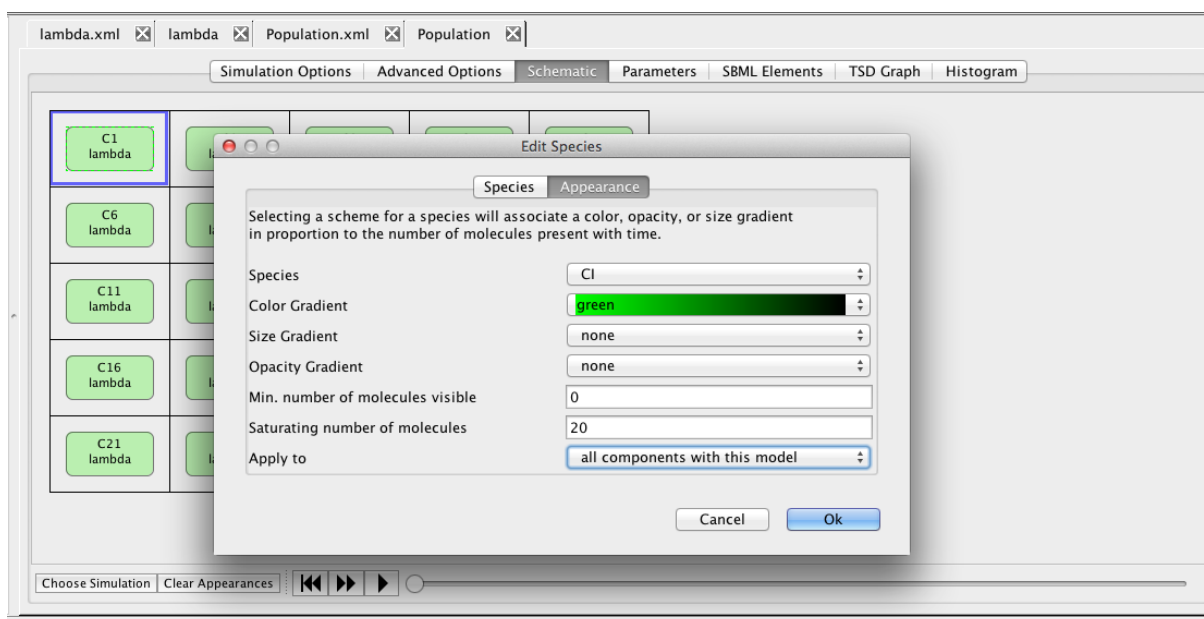 lambda.xml lambda Population.xml Population
Simulation Options Advanced Options Schematic Parameters SBML Elements TSD Graph Histogram
C1
lambda
Edit Species
Species Appearance
Selecting a scheme for a species will associate a color, opacity, or size gradient
in proportion to the number of molecules present with time.
C6
lambda
Species CI
Color Gradient green
C11
lambda
Size Gradient none
Opacity Gradient none
C16
lambda
Min. number of molecules visible 0
Saturating number of molecules 20
C21
lambda
Apply to all components with this model
Cancel Ok
Choose Simulation Clear Appearances